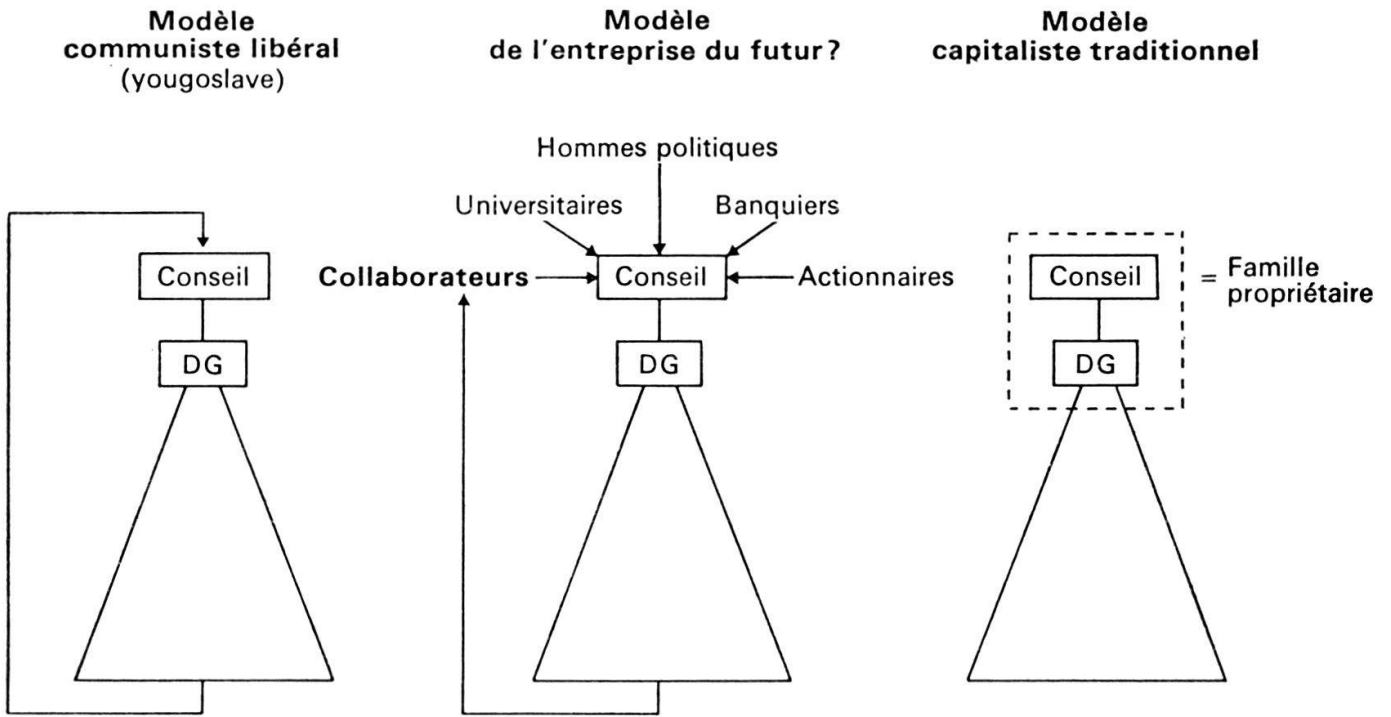 Modèle
communiste libéral
(yougoslave)
Modèle
de l'entreprise du futur?
Modèle
capitaliste traditionnel
Hommes politiques
Universitaires
Banquiers
Conseil
Collaborateurs
Conseil
Actionnaires
Conseil
= Famille
propriétaire
DG
DG
DG